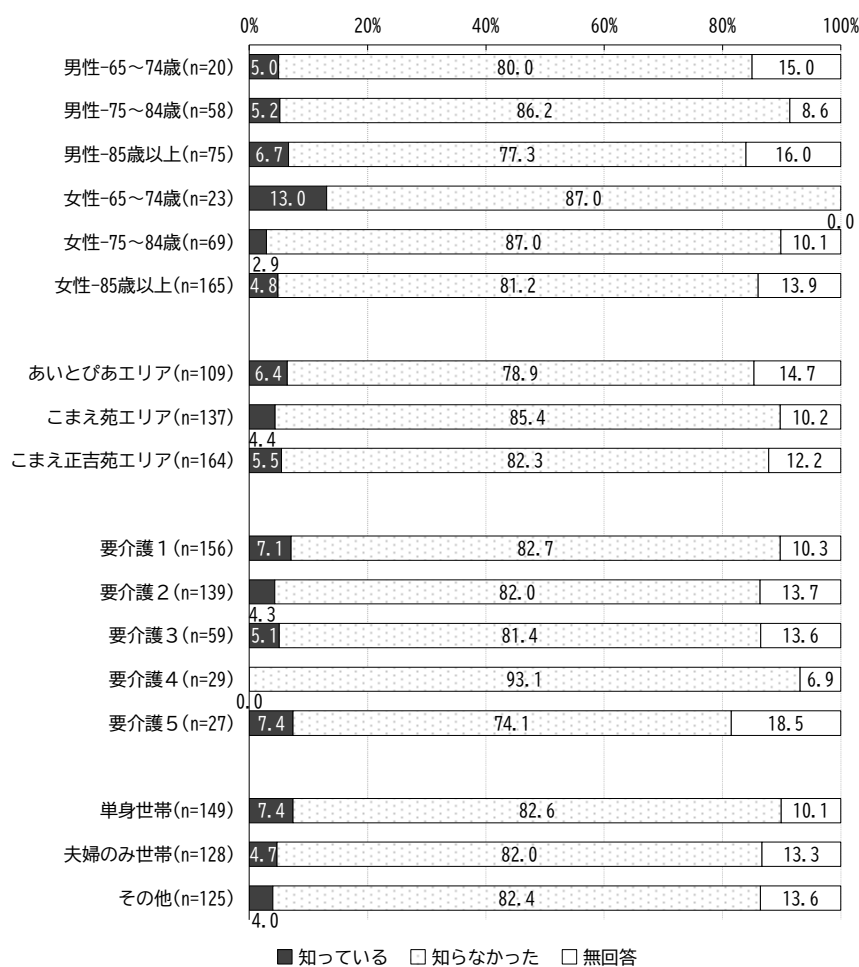 0% 20% 40% 60% 80% 100%
男性-65～74歳(n=20) 5.0 80.0 15.0
男性-75～84歳(n=58) 5.2 86.2 8.6
男性-85歳以上(n=75) 6.7 77.3 16.0
女性-65～74歳(n=23) 13.0 87.0
0.0
女性-75～84歳(n=69) 87.0 10.1
2.9
女性-85歳以上(n=165) 4.8 81.2 13.9
あいとぴあエリア(n=109) 6.4 78.9 14.7
こまえ苑エリア(n=137) 85.4 10.2
4.4
こまえ正吉苑エリア(n=164) 5.5 82.3 12.2
要介護１(n=156) 7.1 82.7 10.3
要介護２(n=139) 82.0 13.7
4.3
要介護３(n=59) 5.1 81.4 13.6
要介護４(n=29) 93.1 6.9
0.0
要介護５(n=27) 7.4 74.1 18.5
単身世帯(n=149) 7.4 82.6 10.1
夫婦のみ世帯(n=128) 4.7 82.0 13.3
その他(n=125) 82.4 13.6
4.0
知っている 知らなかった 無回答